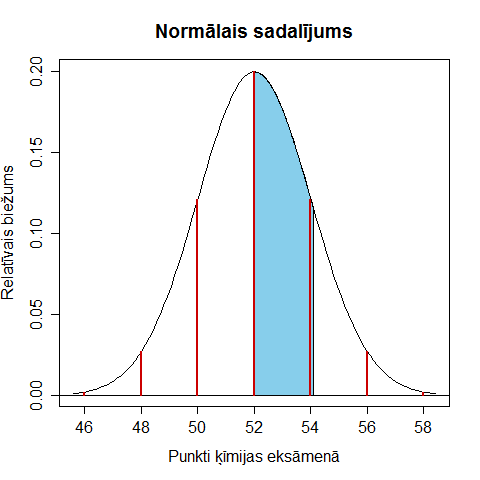 Normālais sadalījums
Relatīvais biežums
0.20
0.15
0.10
0.05
0.00
46 48 50 52 54 56 58
Punkti ķīmijas eksāmenā